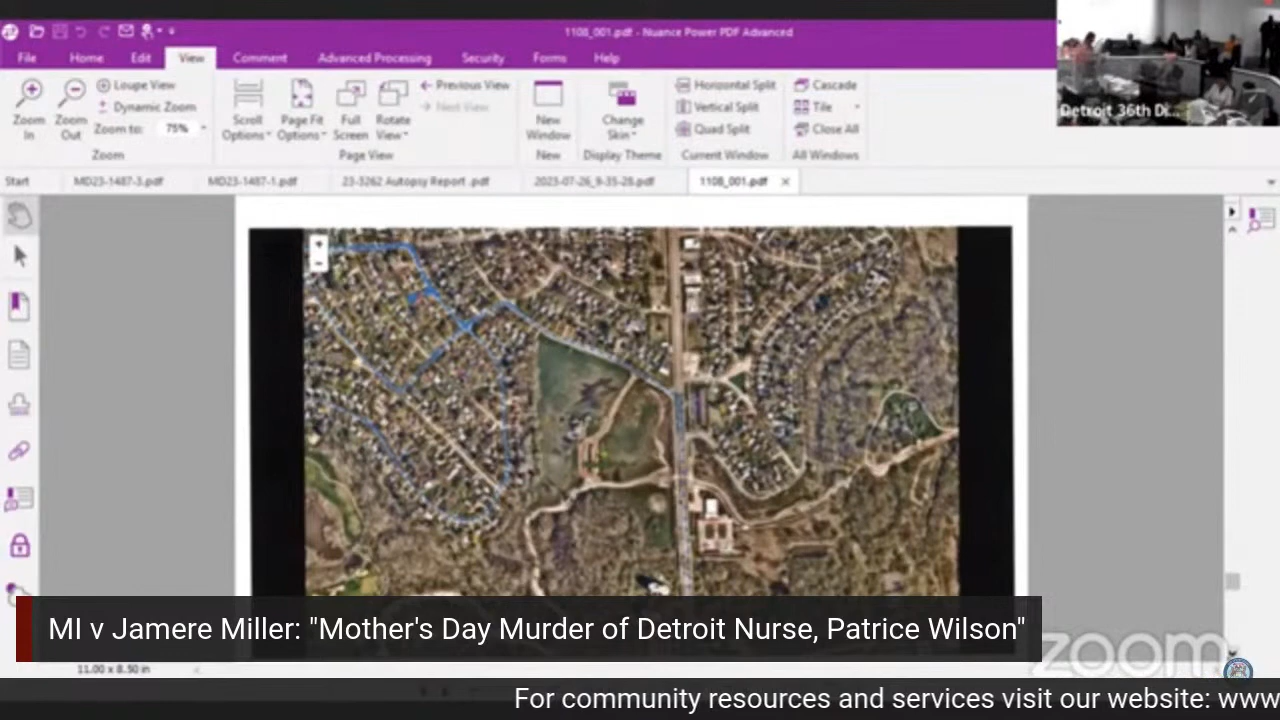 1108_001.pdf - Nuance Power PDF Advanced
File Home Edit View Comment Advanced Processing Security Forms Help
Zoom In
Zoom Out
Loupe View
Dynamic Zoom
Zoom to: 75%
Zoom
Scroll Options
Page Fit Options
Full Screen
Rotate View
Previous View
Next View
Page View
New Window
New
Change Skin
Display Theme
Horizontal Split
Vertical Split
Quad Split
Current Window
Cascade
Tile
Close All
All Windows
Detroit 36th Di...
Start MD23-1487-3.pdf MD23-1487-1.pdf 23-3262 Autopsy Report .pdf 2023-07-26_9-35-28.pdf 1108_001.pdf
MI v Jamere Miller: "Mother's Day Murder of Detroit Nurse, Patrice Wilson"
zoom
11.00 x 8.50 in
For community resources and services visit our website: www